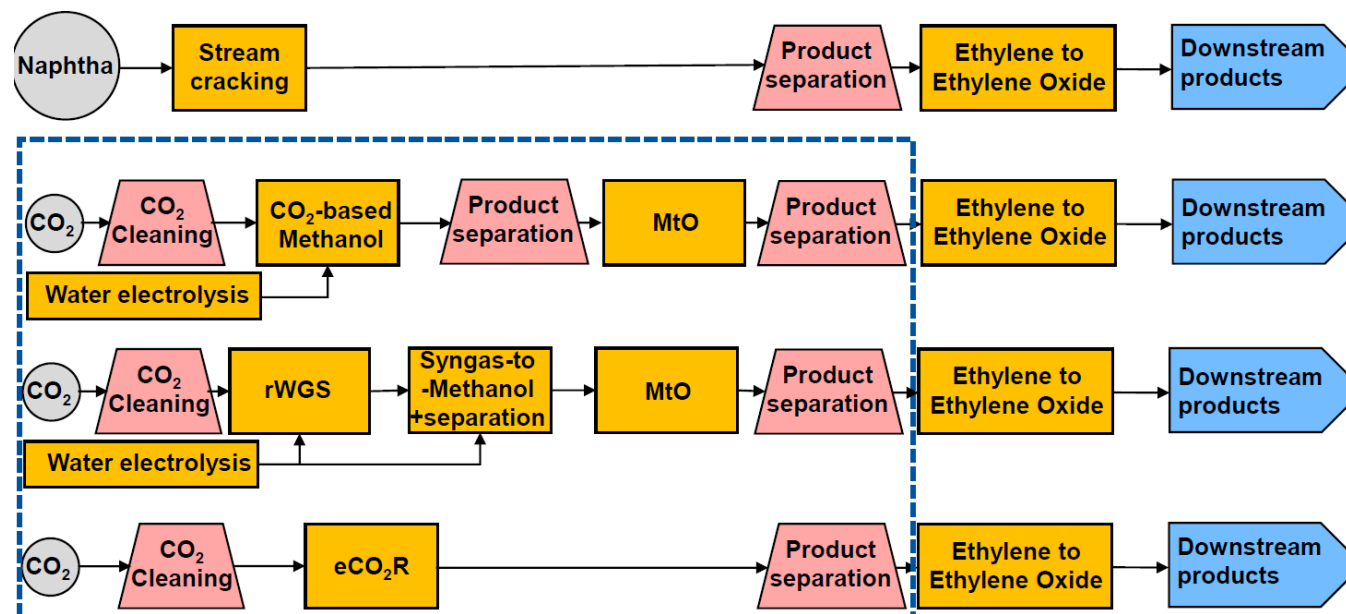 Naphtha
Stream
cracking
Product
separation
Ethylene to
Ethylene Oxide
Downstream
products
CO₂
CO₂
Cleaning
CO₂-based
Methanol
Product
separation
MtO
Product
separation
Ethylene to
Ethylene Oxide
Downstream
products
Water electrolysis
CO₂
CO₂
Cleaning
rWGS
Syngas-to
-Methanol
+separation
MtO
Product
separation
Ethylene to
Ethylene Oxide
Downstream
products
Water electrolysis
CO₂
CO₂
Cleaning
eCO₂R
Product
separation
Ethylene to
Ethylene Oxide
Downstream
products